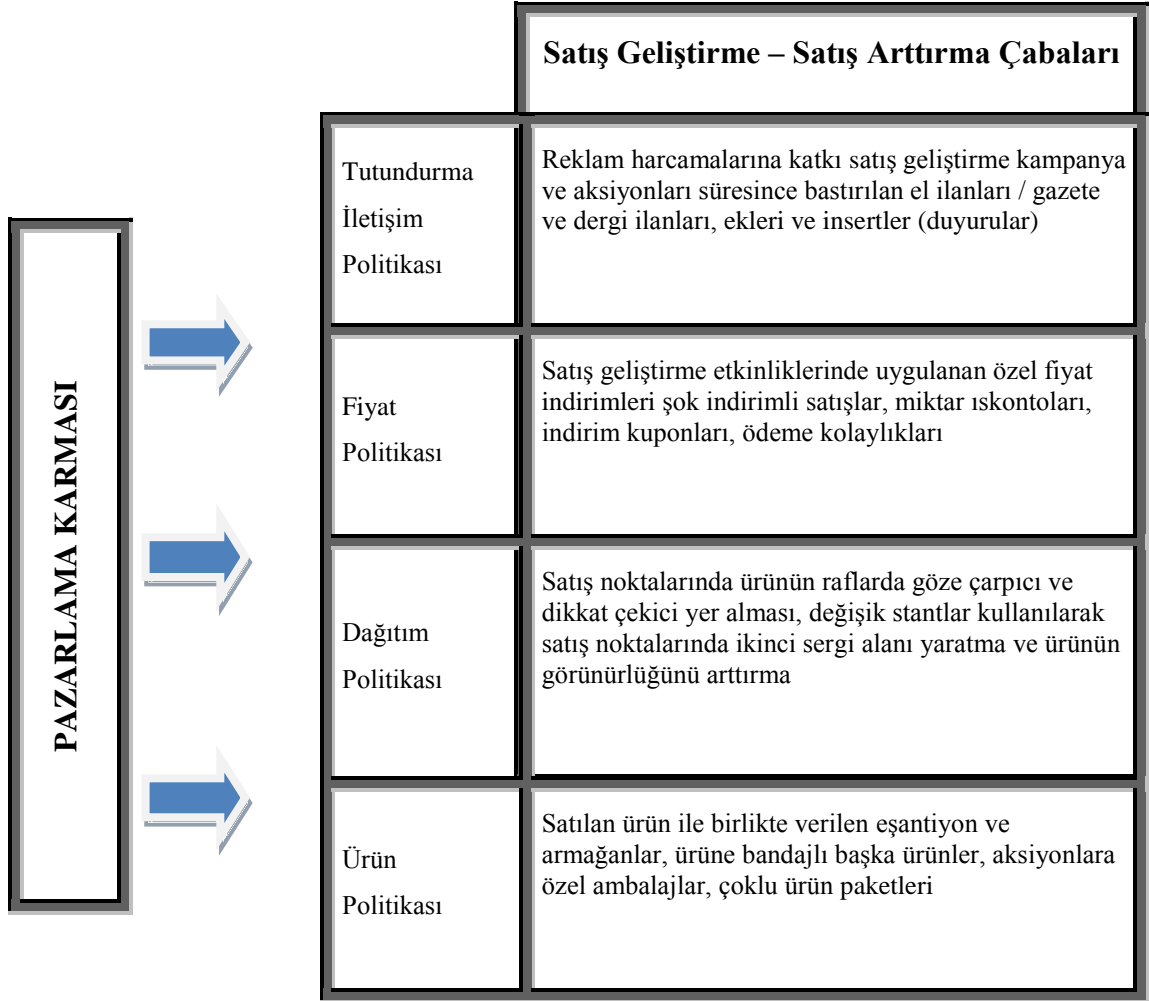 Satış Geliştirme – Satış Arttırma Çabaları
PAZARLAMA KARMASI
Tutundurma
İletişim
Politikası
Reklam harcamalarına katkı satış geliştirme kampanya
ve aksiyonları süresince bastırılan el ilanları / gazete
ve dergi ilanları, ekleri ve insertler (duyurular)
Fiyat
Politikası
Satış geliştirme etkinliklerinde uygulanan özel fiyat
indirimleri şok indirimli satışlar, miktar ıskontoları,
indirim kuponları, ödeme kolaylıkları
Dağıtım
Politikası
Satış noktalarında ürünün raflarda göze çarpıcı ve
dikkat çekici yer alması, değişik stantlar kullanılarak
satış noktalarında ikinci sergi alanı yaratma ve ürünün
görünürlüğünü arttırma
Ürün
Politikası
Satılan ürün ile birlikte verilen eşantiyon ve
armağanlar, ürüne bandajlı başka ürünler, aksiyonlara
özel ambalajlar, çoklu ürün paketleri